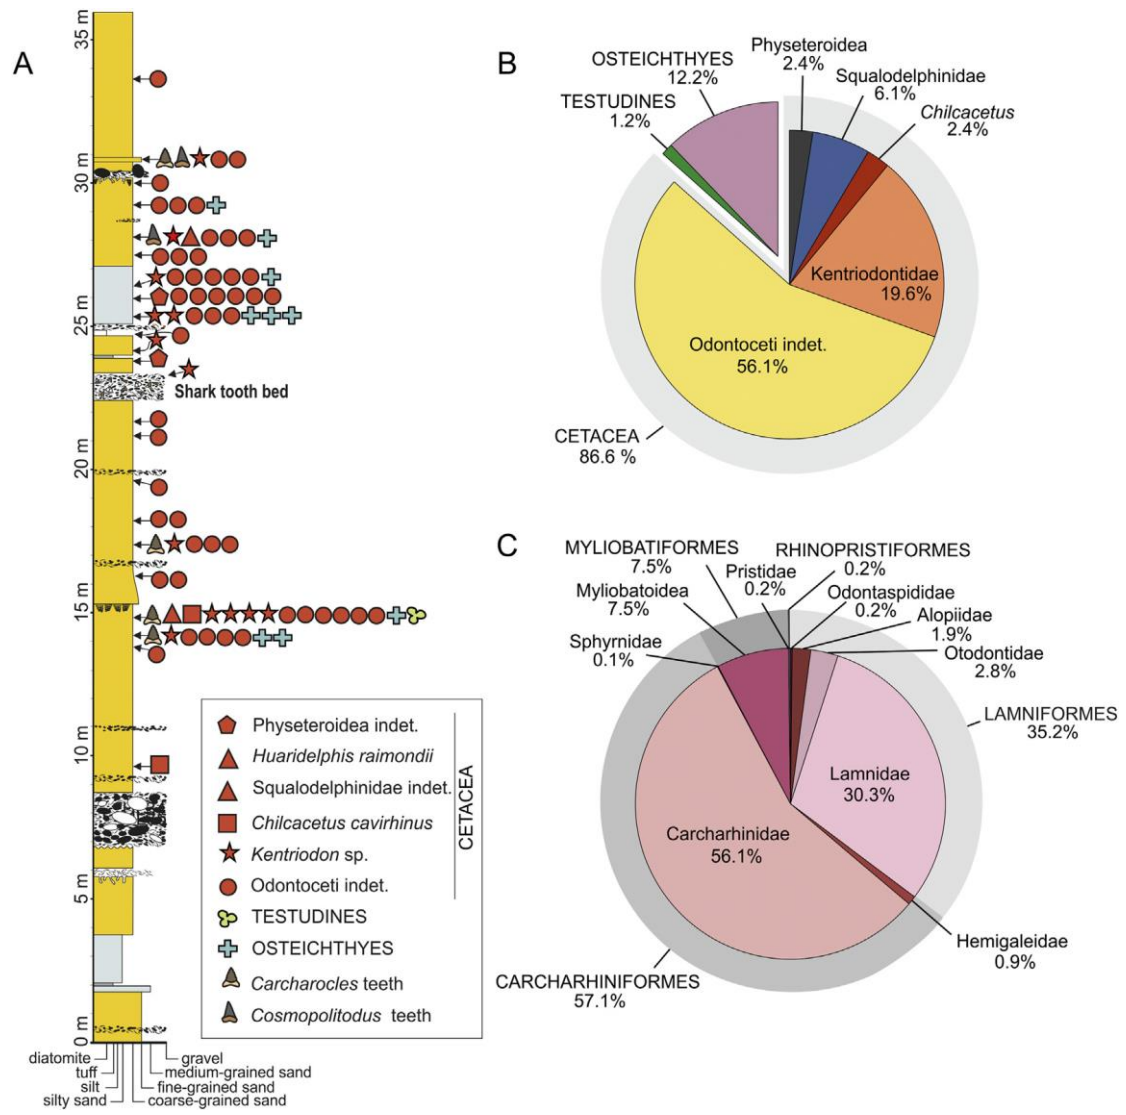 A
35 m
30 m
25 m
20 m
15 m
10 m
5 m
0 m
Shark tooth bed
Physeteroidea indet.
Huaridelphis raimondii
Squalodelphinidae indet.
Chilcacetus cavirhinus
Kentriodon sp.
Odontoceti indet.
CETACEA
TESTUDINES
OSTEICHTHYES
Carcharocles teeth
Cosmopolitodus teeth
diatomite
tuff
silt
silty sand
gravel
medium-grained sand
fine-grained sand
coarse-grained sand
B
OSTEICHTHYES
12.2%
TESTUDINES
1.2%
Physeteroidea
2.4%
Squalodelphinidae
6.1%
Chilcacetus
2.4%
Kentriodontidae
19.6%
Odontoceti indet.
56.1%
CETACEA
86.6 %
C
MYLIOBATIFORMES
7.5%
RHINOPRISTIFORMES
0.2%
Pristidae
0.2%
Myliobatoidea
7.5%
Odontaspididae
0.2%
Alopiidae
1.9%
Sphyrnidae
0.1%
Otodontidae
2.8%
LAMNIFORMES
35.2%
Lamnidae
30.3%
Carcharhinidae
56.1%
Hemigaleidae
0.9%
CARCHARHINIFORMES
57.1%